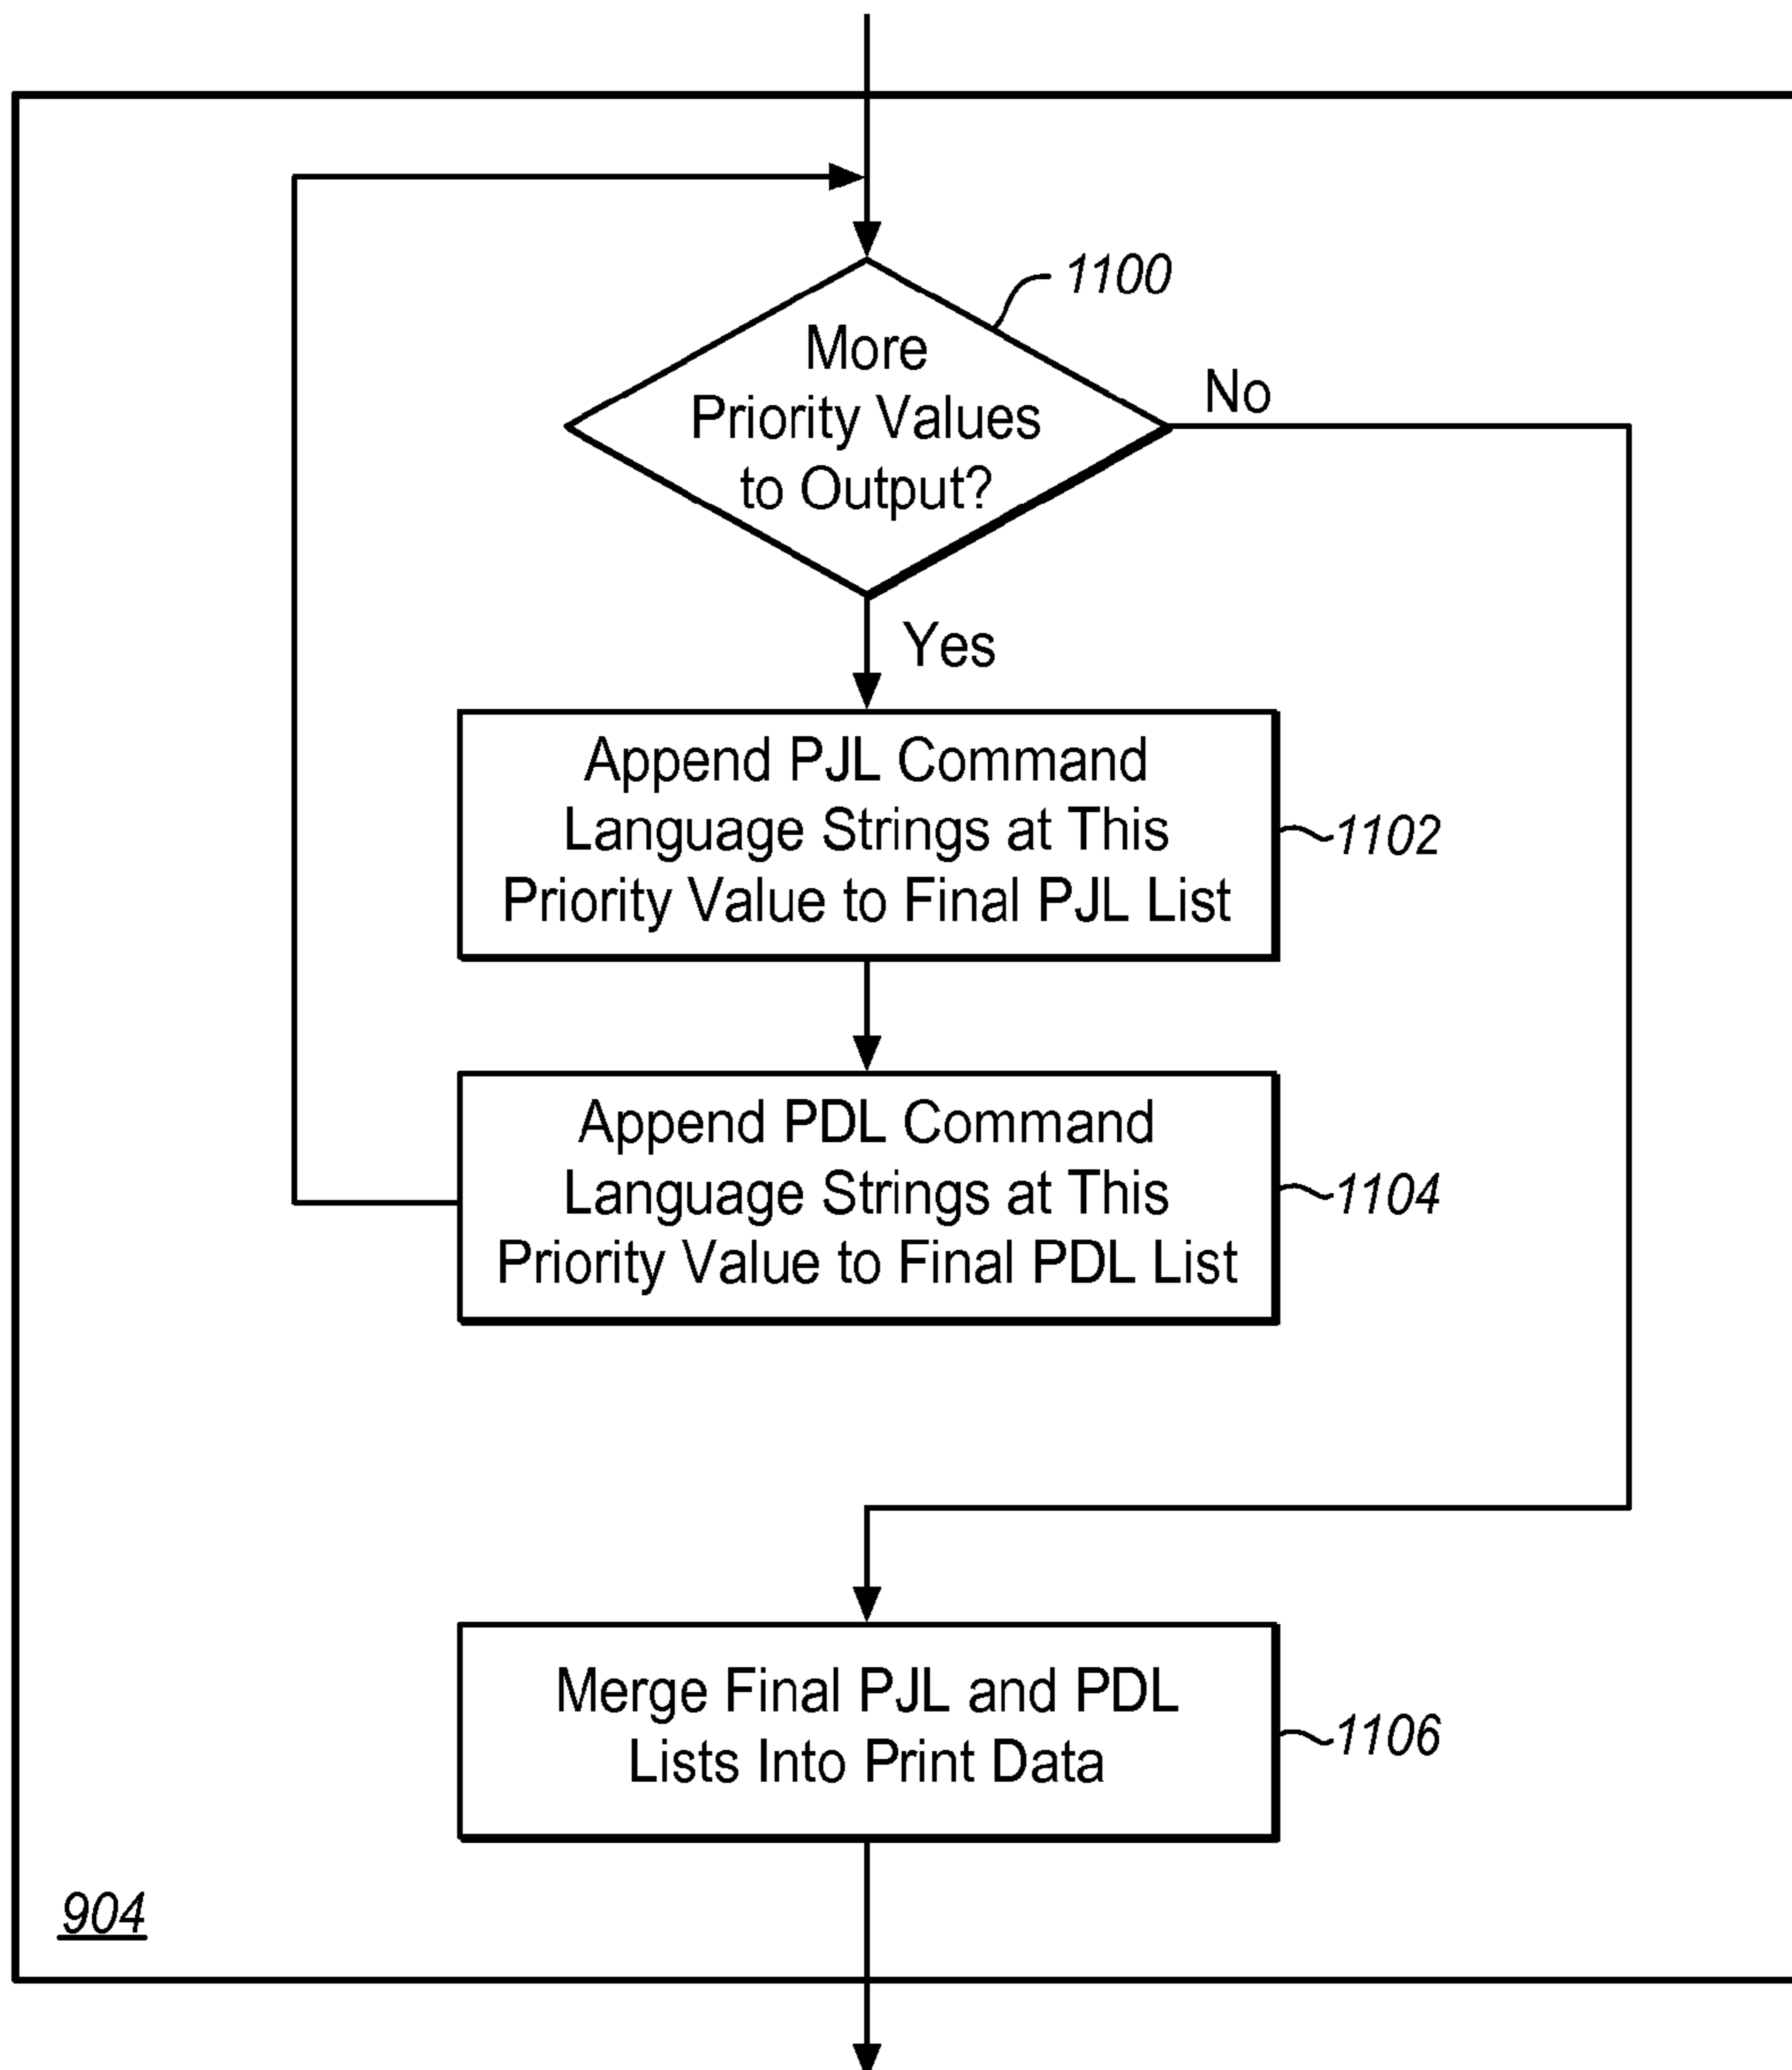 1100
More
Priority Values
to Output?
No
Yes
Append PJL Command
Language Strings at This
Priority Value to Final PJL List
1102
Append PDL Command
Language Strings at This
Priority Value to Final PDL List
1104
Merge Final PJL and PDL
Lists Into Print Data
1106
904